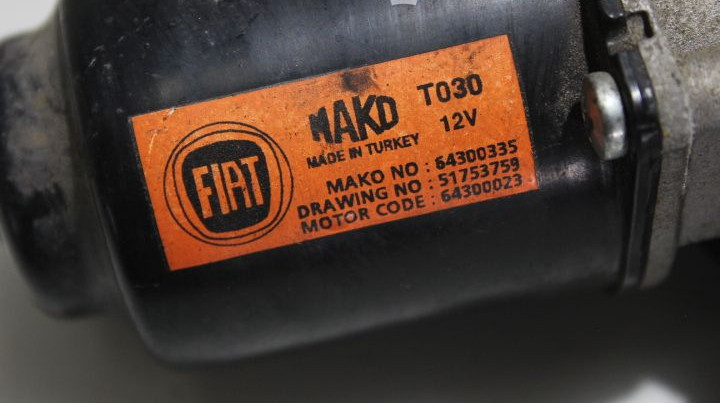 FIAT
MAKO T030
MADE IN TURKEY 12V
MAKO NO : 64300335
DRAWING NO : 51753759
MOTOR CODE : 64300023